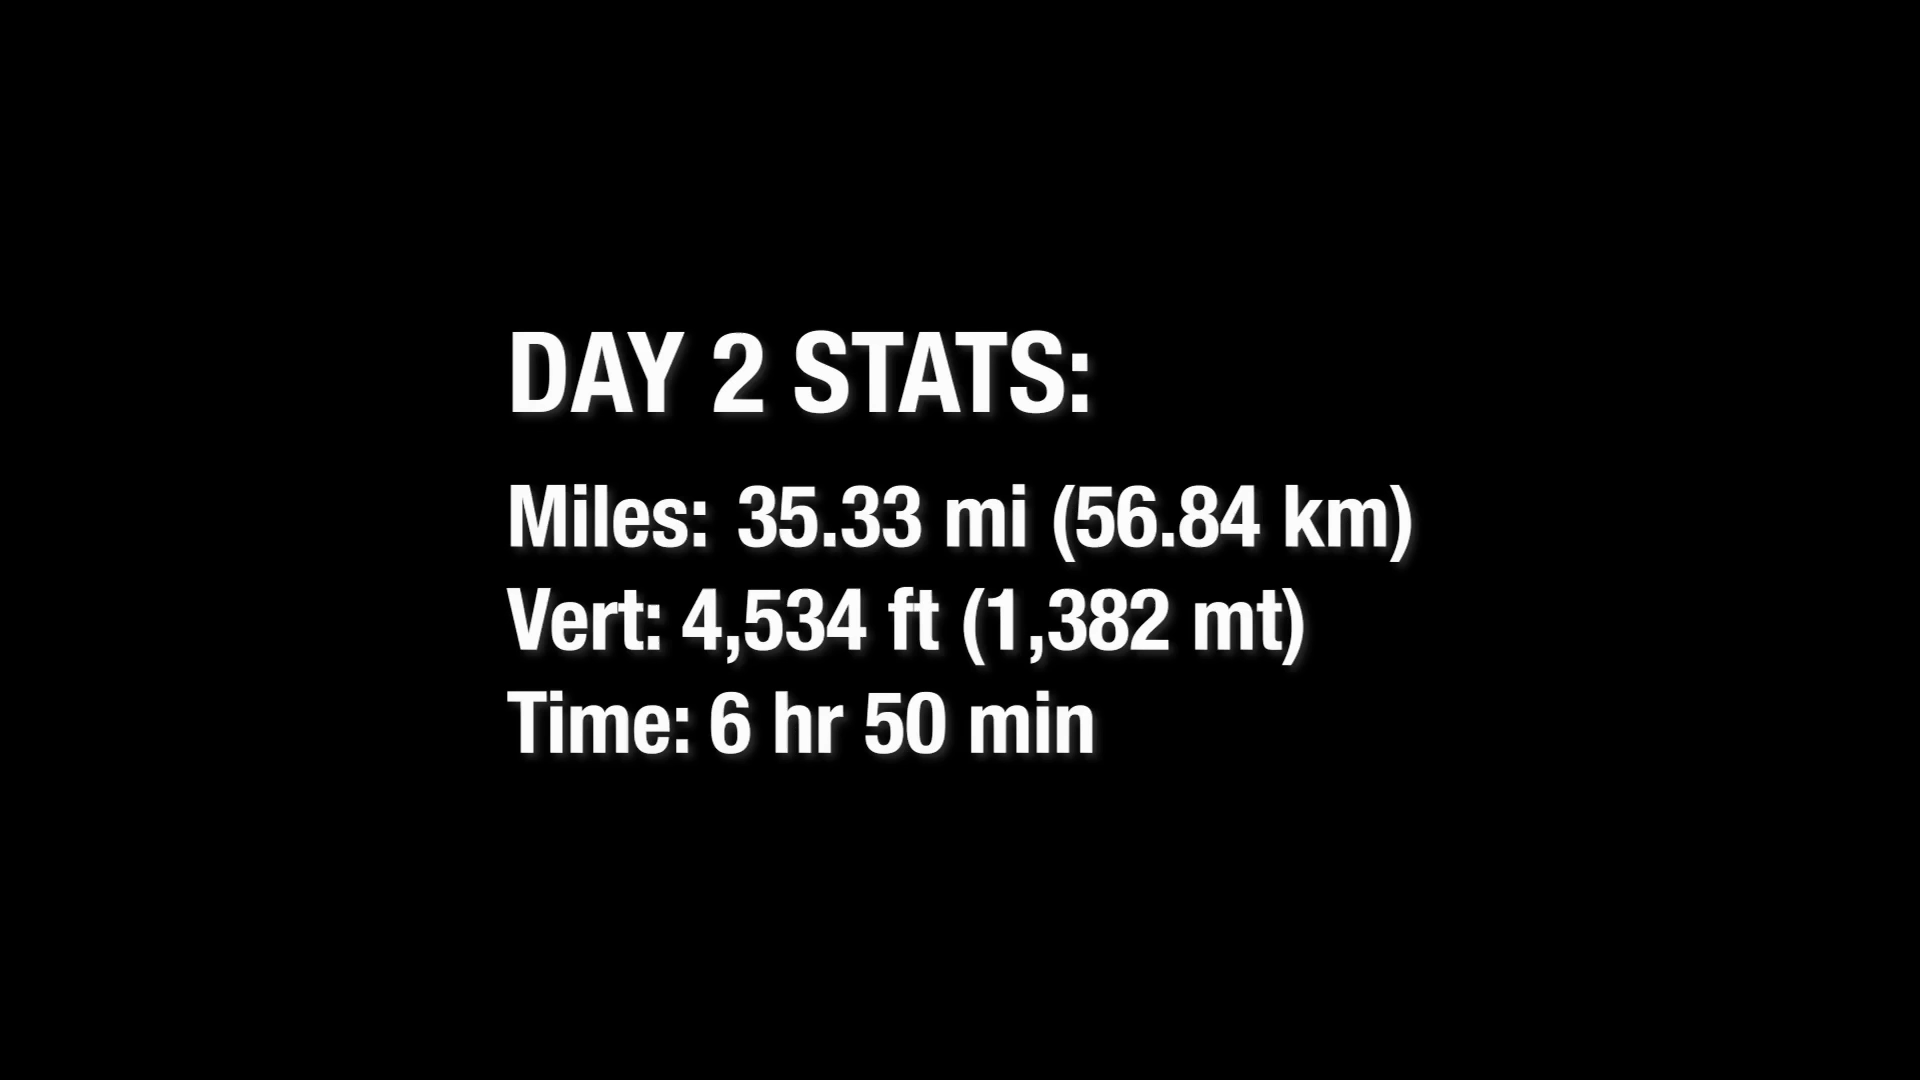 DAY 2 STATS:
Miles: 35.33 mi (56.84 km)
Vert: 4,534 ft (1,382 mt)
Time: 6 hr 50 min